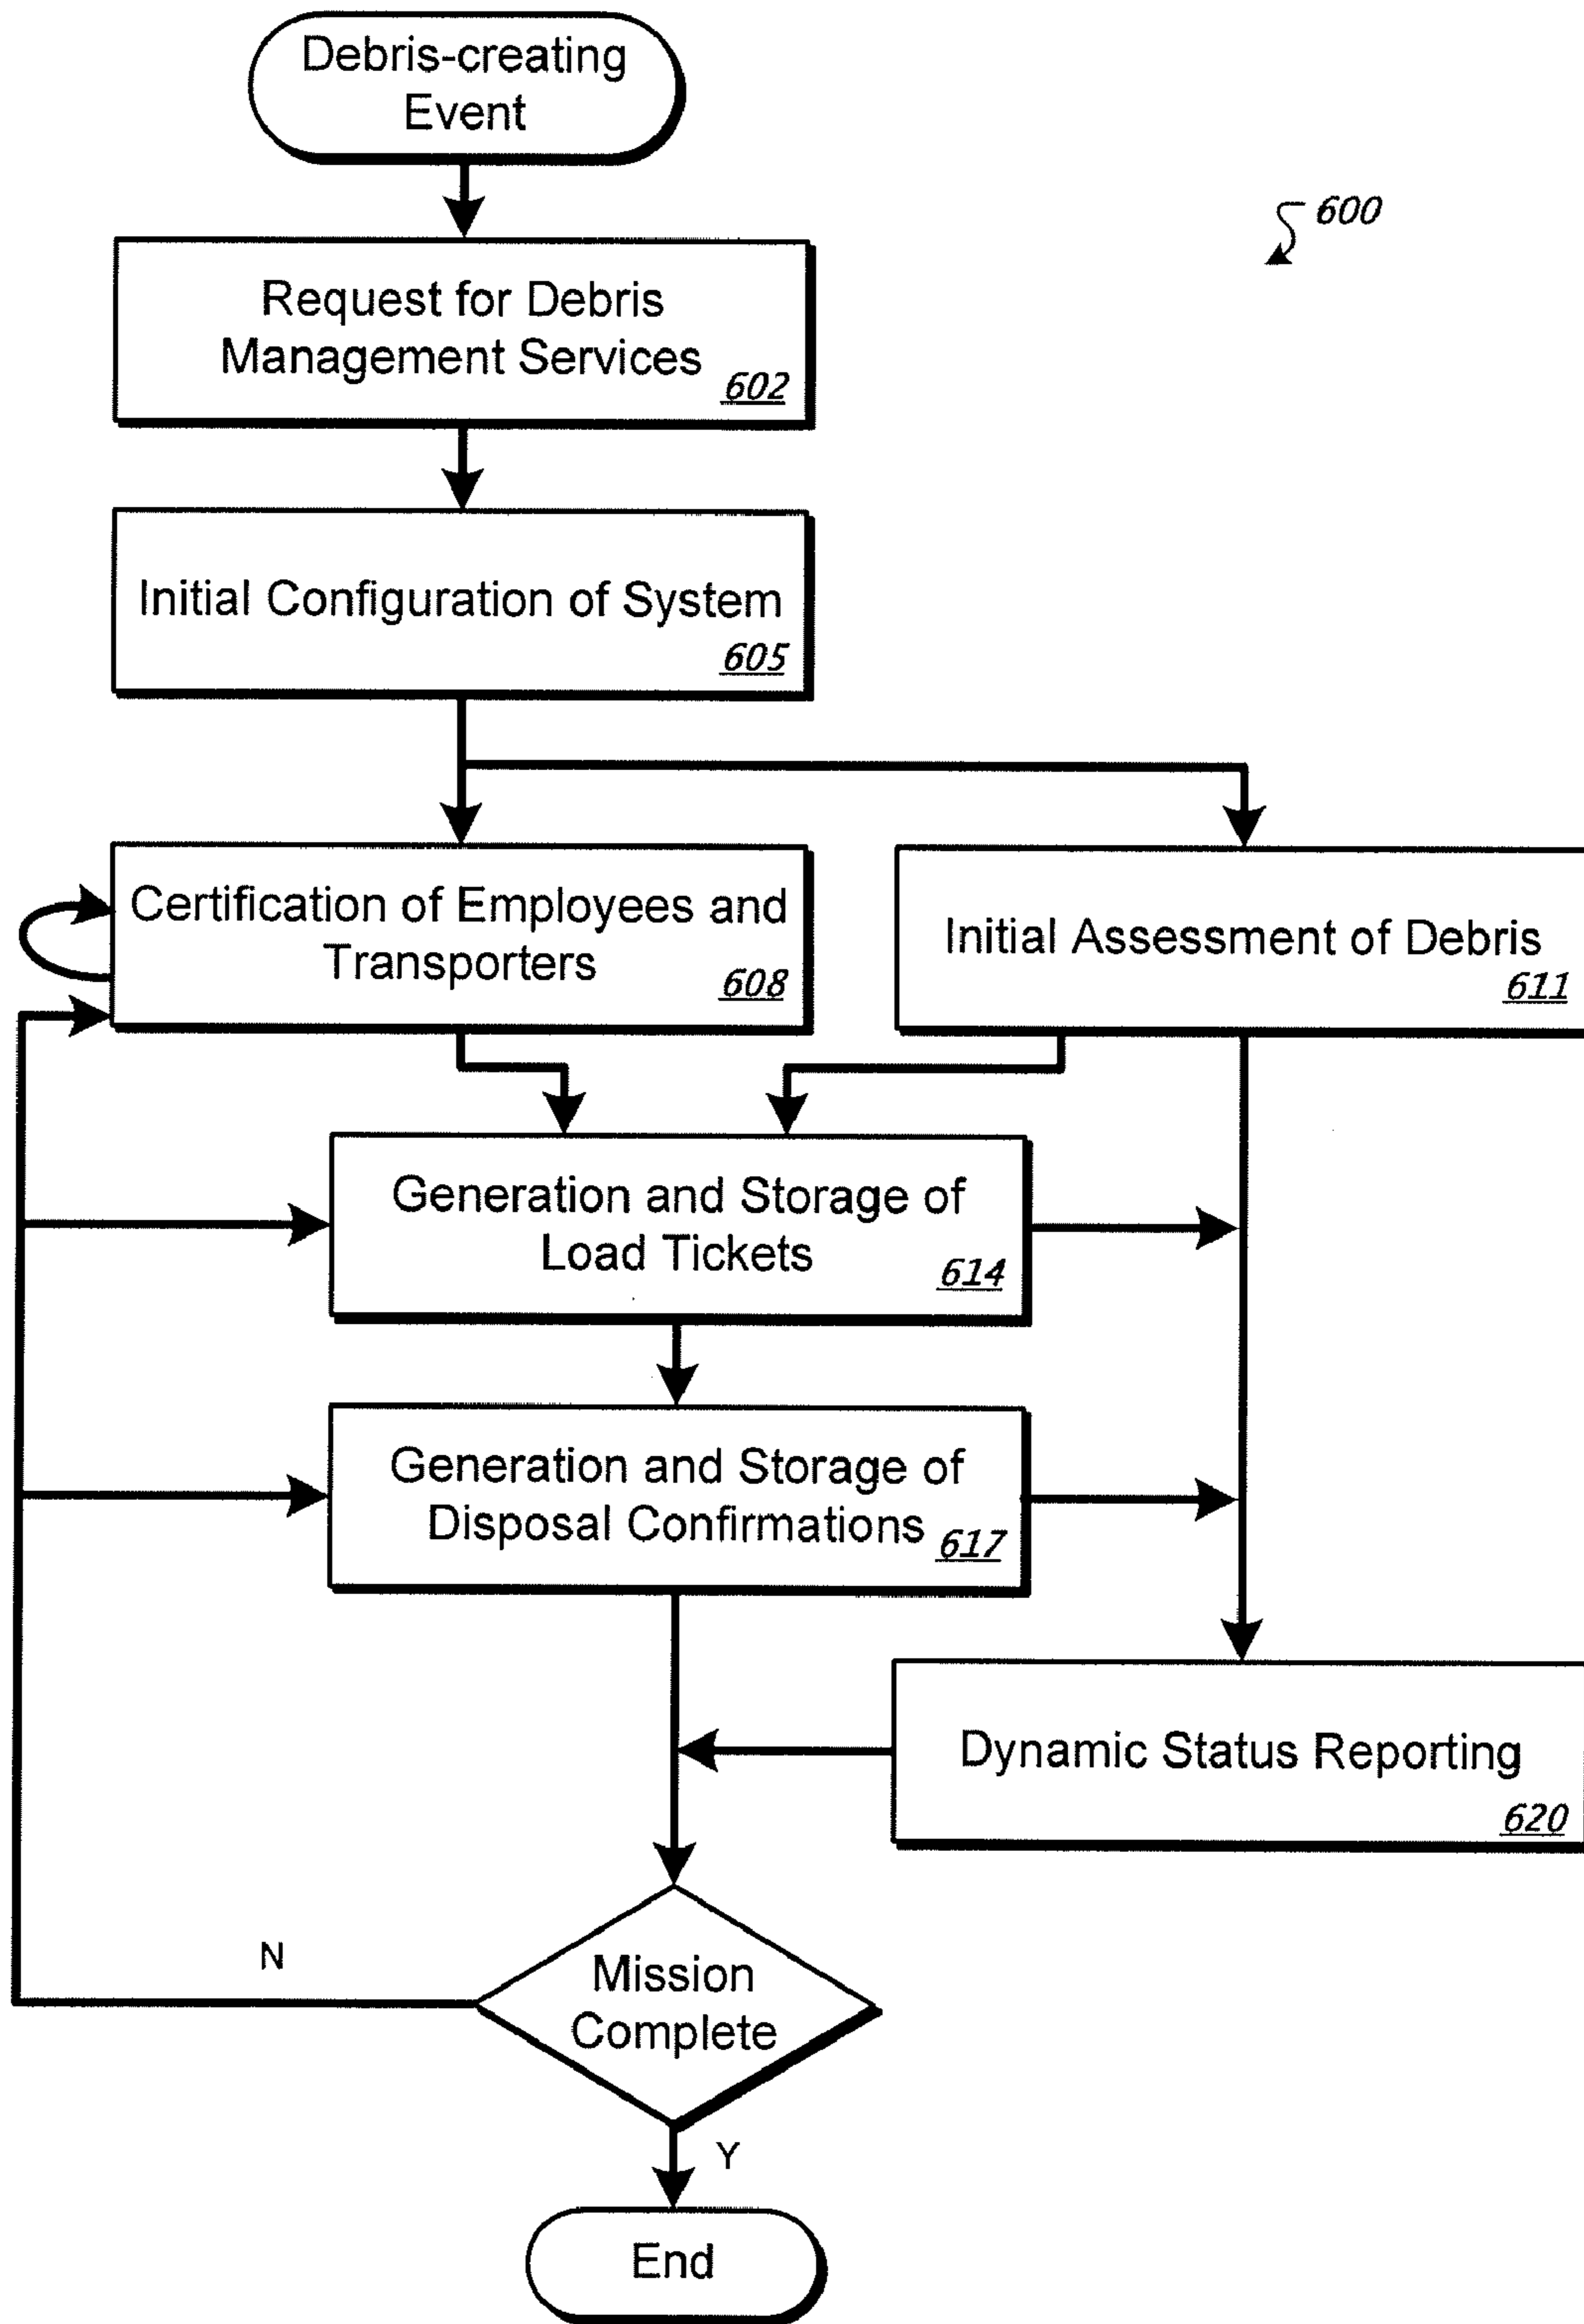 Debris-creating
Event
600
Request for Debris
Management Services
602
Initial Configuration of System
605
Certification of Employees and
Transporters
608
Initial Assessment of Debris
611
Generation and Storage of
Load Tickets
614
Generation and Storage of
Disposal Confirmations
617
Dynamic Status Reporting
620
N
Mission
Complete
Y
End